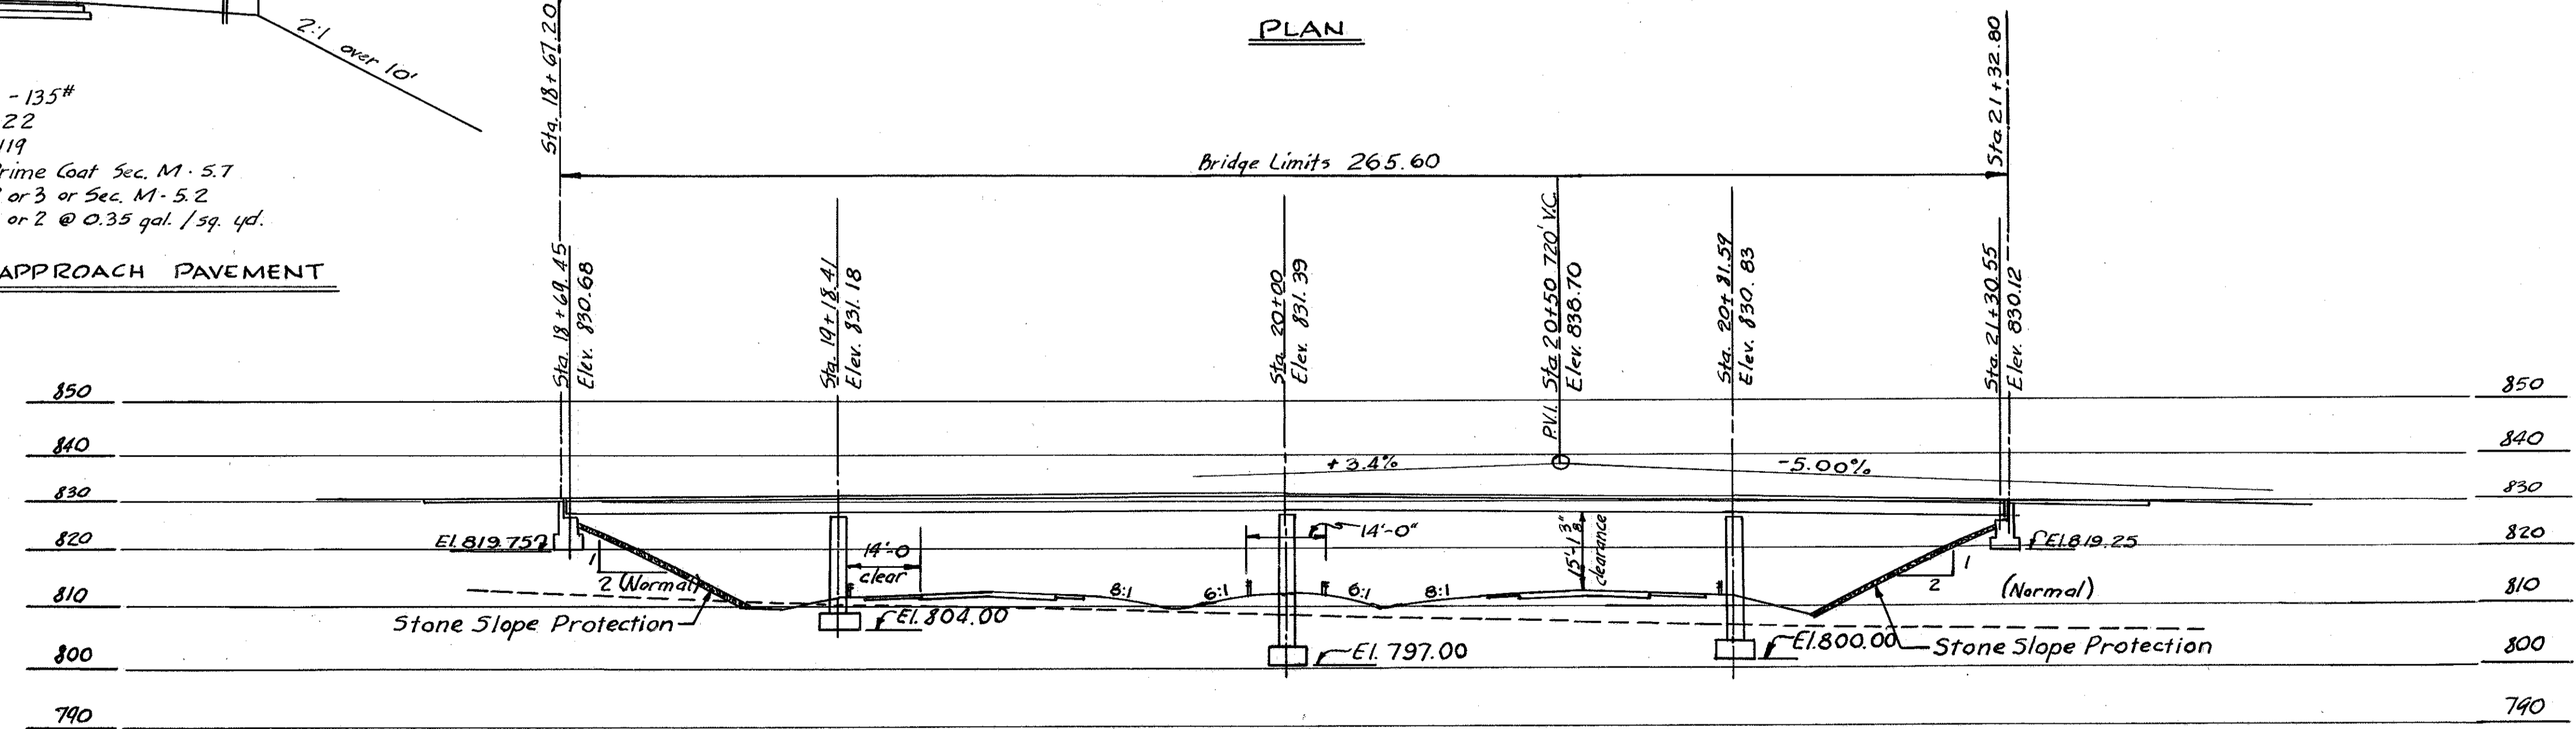 PLAN
2:1 over 10'
- 135#
22
119
Prime Coat Sec. M-5.7
or 3 or Sec. M-5.2
or 2 @ 0.35 gal. / sq. yd.
APPROACH PAVEMENT
Sta. 18+67.20
Sta. 21+32.80
Bridge Limits 265.60
Sta. 18+69.45
Elev. 830.68
Sta. 19+18.41
Elev. 831.18
Sta. 20+00
Elev. 831.39
P.V.I. Sta 20+50 720' V.C.
Elev. 838.70
Sta. 20+81.59
Elev. 830.83
Sta. 21+30.55
Elev. 830.12
850 850
840 840
+3.4% -5.00%
830 830
820 El. 819.75 14'-0 clear 14'-0" 15'-1 3/8" clearance El. 819.25 820
1 2 (Normal) 8:1 6:1 6:1 8:1 2 1 (Normal)
810 810
Stone Slope Protection El. 804.00
El. 797.00 El. 800.00 Stone Slope Protection
800 800
790 790